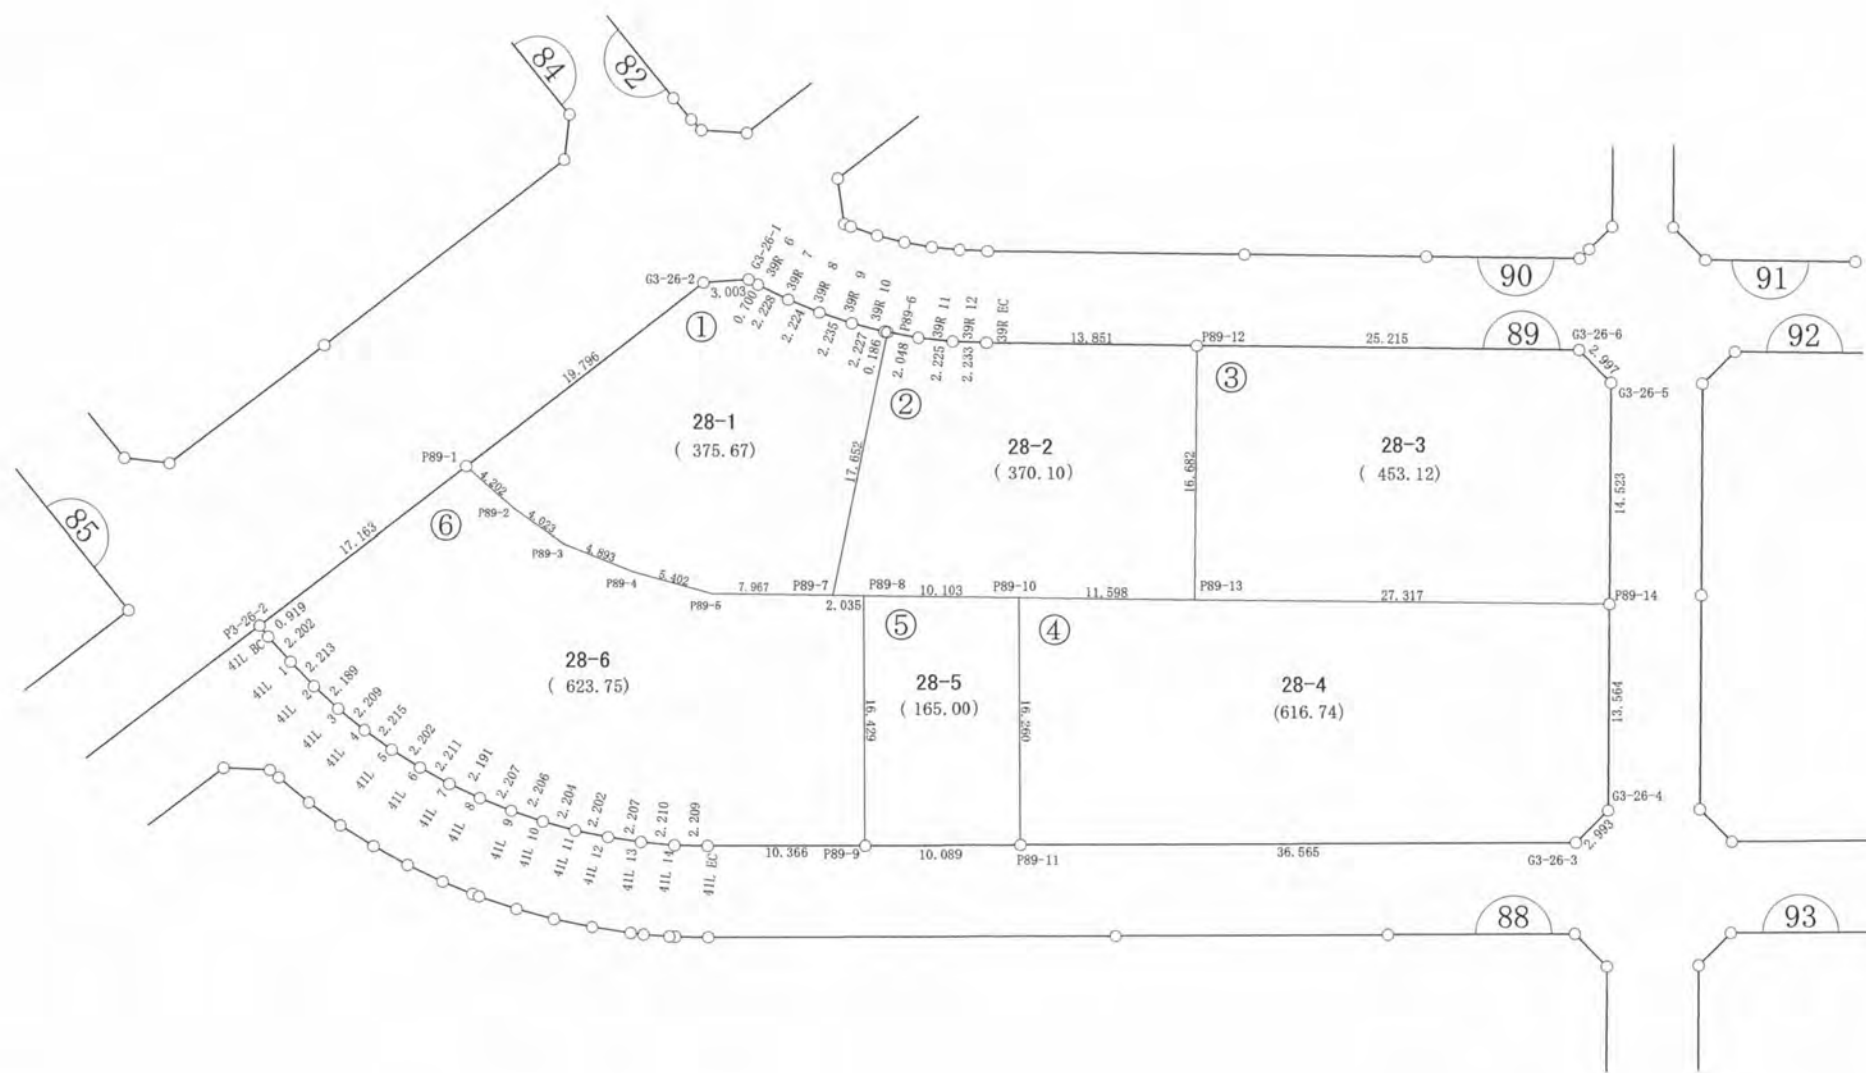 84
82
G3-26-1
39R 6
39R 7
39R 8
39R 9
39R 10
P89-6
39R 11
39R 12
39R EC
G3-26-2
3.003
0.700
2.228
2.224
2.235
2.227
0.186
2.048
2.225
2.233
①
②
13.851
P89-12
25.215
89
G3-26-6
2.997
G3-26-5
90
91
92
③
19.796
28-1
( 375.67)
17.652
28-2
( 370.10)
16.682
28-3
( 453.12)
14.523
P89-1
4.202
P89-2
4.023
P89-3
4.893
P89-4
5.402
P89-5
7.967
P89-7
2.035
P89-8
10.103
P89-10
11.598
P89-13
27.317
P89-14
⑥
17.163
85
⑤
④
P3-26-2
0.919
2.202
2.213
2.189
2.209
2.215
2.202
2.211
2.191
2.207
2.206
2.204
2.202
2.207
2.210
2.209
41L BC
41L 1
41L 2
41L 3
41L 4
41L 5
41L 6
41L 7
41L 8
41L 9
41L 10
41L 11
41L 12
41L 13
41L 14
41L EC
28-6
( 623.75)
16.429
28-5
( 165.00)
16.260
28-4
(616.74)
13.564
G3-26-4
2.993
G3-26-3
10.366
P89-9
10.089
P89-11
36.565
88
93